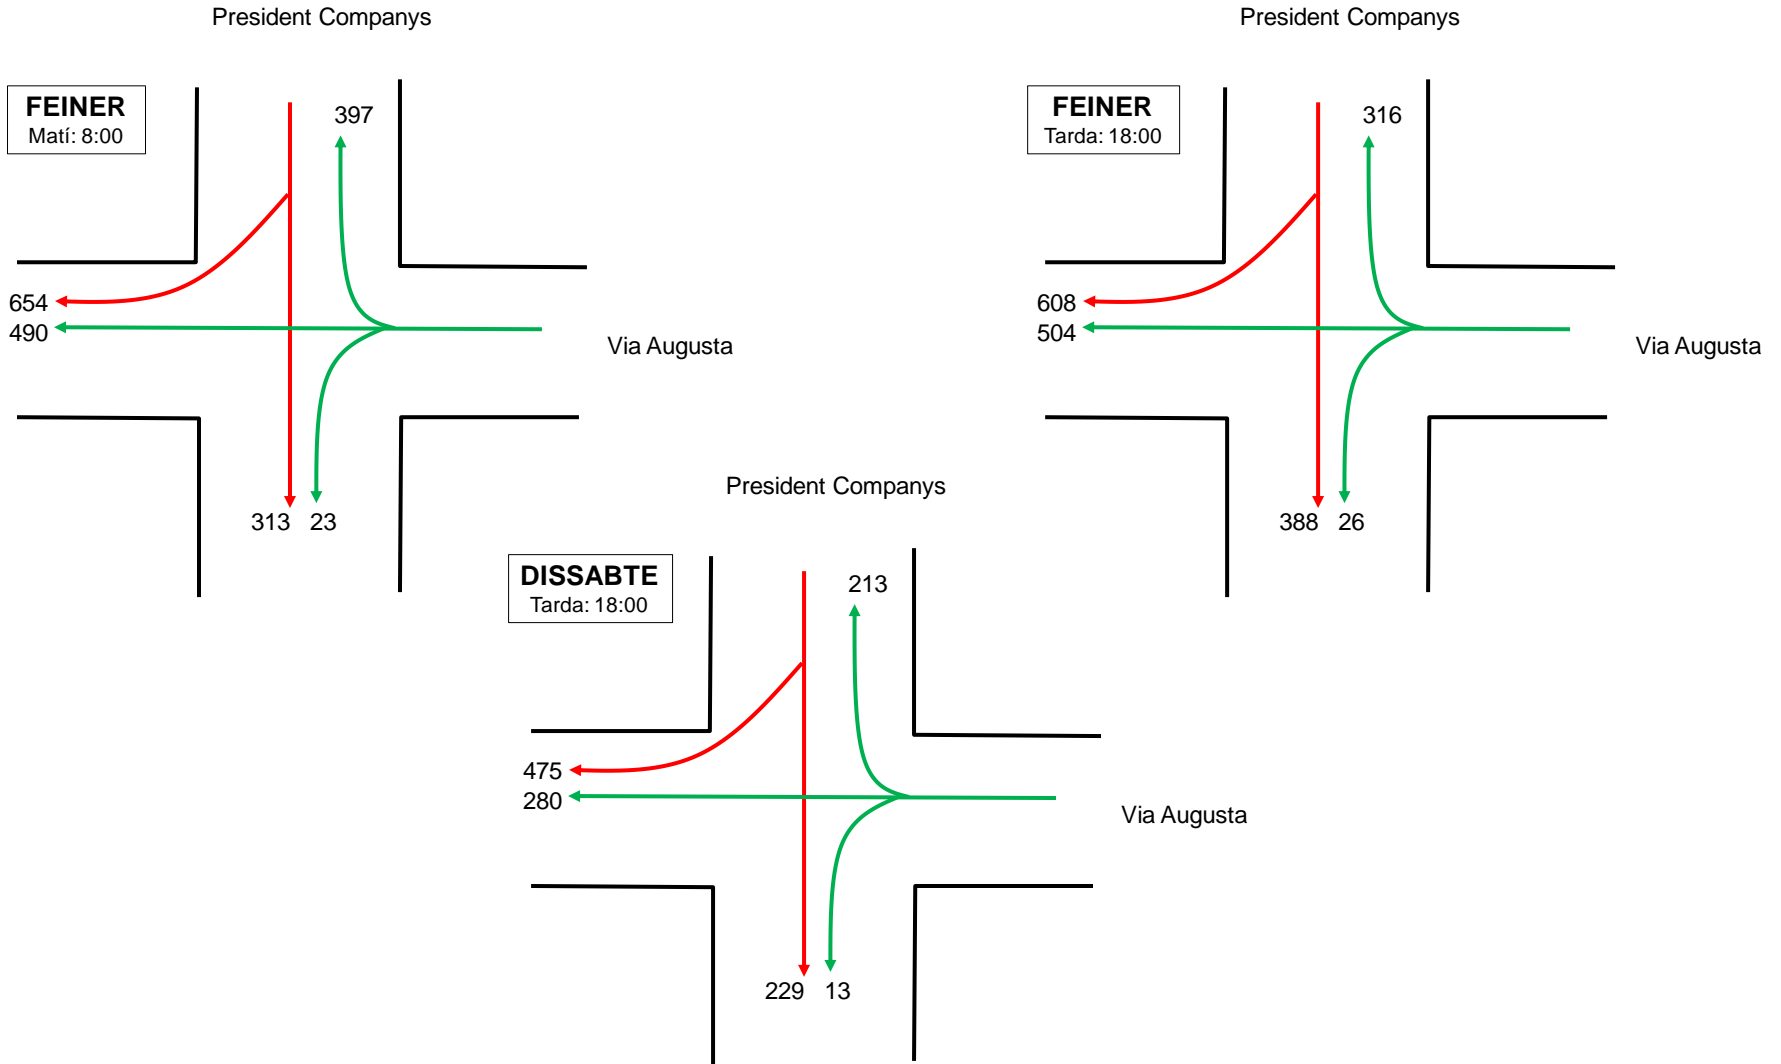 President Companys
FEINER
Matí: 8:00
397
654
490
Via Augusta
313 23
President Companys
FEINER
Tarda: 18:00
316
608
504
Via Augusta
388 26
President Companys
DISSABTE
Tarda: 18:00
213
475
280
Via Augusta
229 13